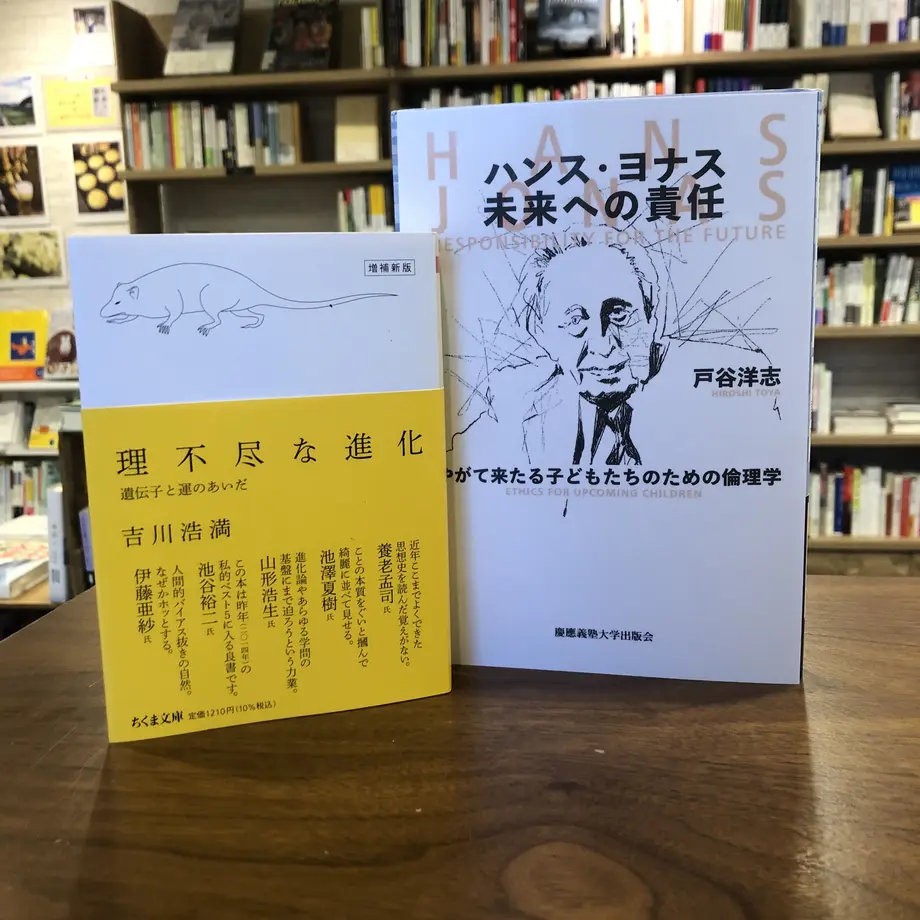 増補新版
理不尽な進化
遺伝子と運のあいだ
吉川浩満
近年ここまでよくできた
思想史を読んだ覚えがない。
養老孟司氏
ことの本質をぐいと摑んで
綺麗に並べて見せる。
池澤夏樹氏
進化論やあらゆる学問の
基盤にまで迫ろうという力業。
山形浩生氏
この本は昨年(二〇一四年)の
私的ベスト5に入る良書です。
池谷裕二氏
人間的バイアス抜きの自然。
なぜかホッとする。
伊藤亜紗氏
ちくま文庫 定価1210円(10%税込)
HANS
ハンス・ヨナス
JONAS
未来への責任
RESPONSIBILITY FOR THE FUTURE
戸谷洋志
HIROSHI TOYA
やがて来たる子どもたちのための倫理学
ETHICS FOR UPCOMING CHILDREN
慶應義塾大学出版会